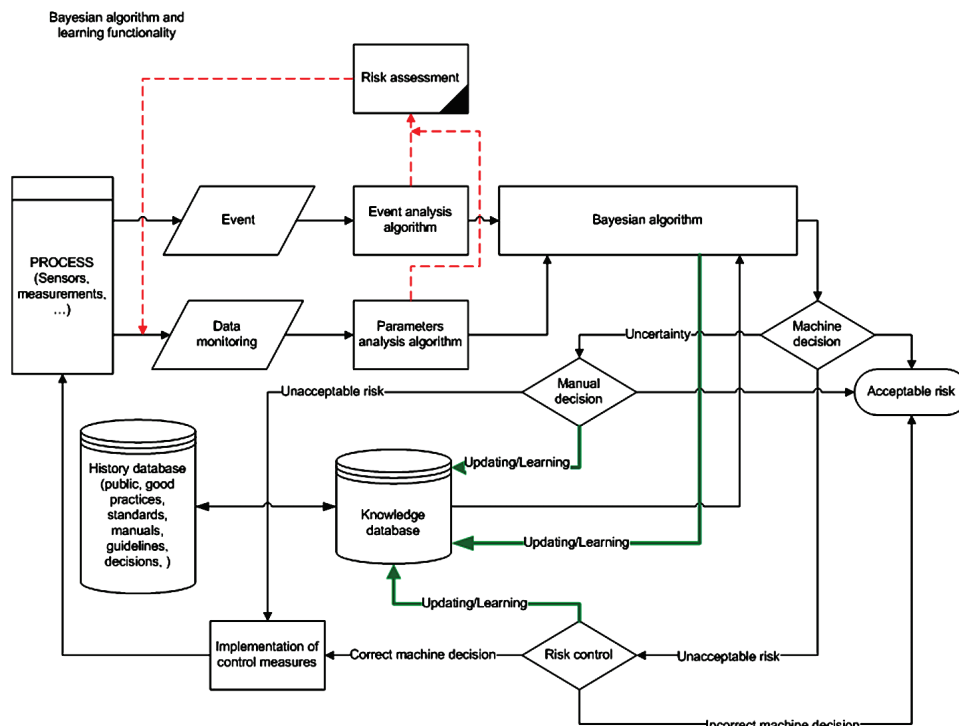 Bayesian algorithm and
learning functionality
Risk assessment
Event
Event analysis
algorithm
Bayesian algorithm
PROCESS
(Sensors,
measurements,
...)
Data
monitoring
Parameters
analysis algorithm
Uncertainty
Machine
decision
Unacceptable risk
Manual
decision
Acceptable risk
Updating/Learning
History database
(public, good
practices,
standards,
manuals,
guidelines,
decisions, )
Knowledge
database
Updating/Learning
Updating/Learning
Implementation of
control measures
Correct machine decision
Risk control
Unacceptable risk
Incorrect machine decision